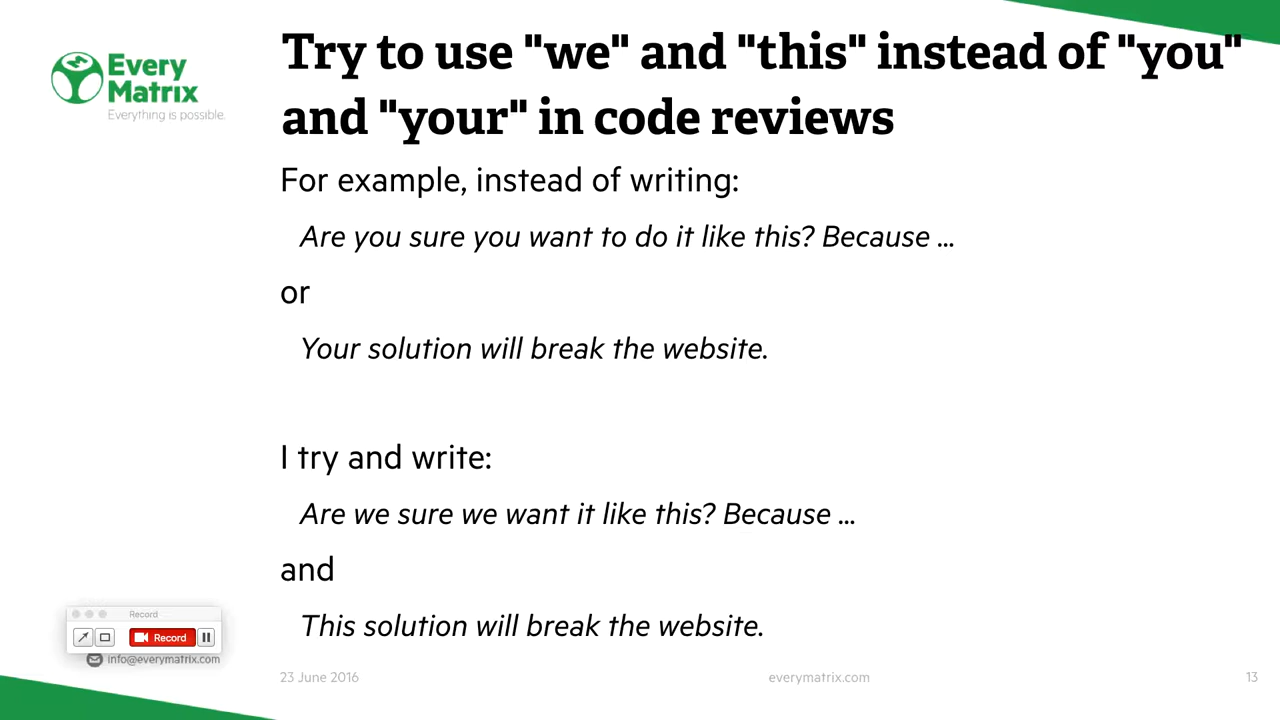 Every
Matrix
Everything is possible.
Try to use "we" and "this" instead of "you"
and "your" in code reviews
For example, instead of writing:
Are you sure you want to do it like this? Because ...
or
Your solution will break the website.
I try and write:
Are we sure we want it like this? Because ...
and
This solution will break the website.
Record
Record
info@everymatrix.com
23 June 2016
everymatrix.com
13